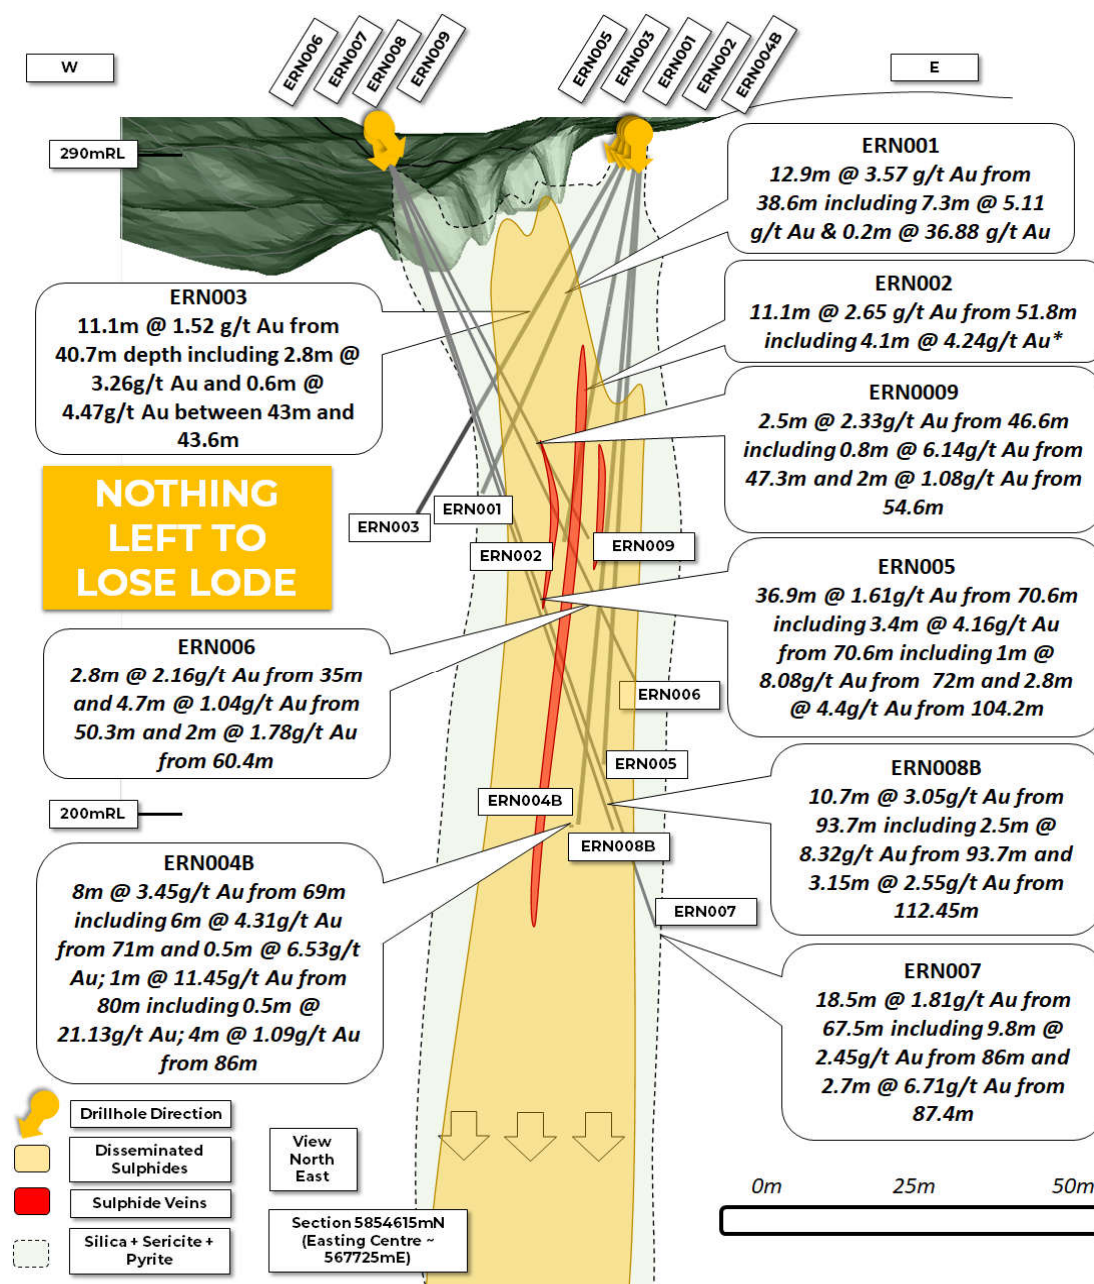 ERN006
ERN007
ERN008
ERN009
ERN005
ERN003
ERN001
ERN002
ERN004B
W
E
290mRL
ERN001
12.9m @ 3.57 g/t Au from
38.6m including 7.3m @ 5.11
g/t Au & 0.2m @ 36.88 g/t Au
ERN002
11.1m @ 2.65 g/t Au from 51.8m
including 4.1m @ 4.24g/t Au*
ERN003
11.1m @ 1.52 g/t Au from
40.7m depth including 2.8m @
3.26g/t Au and 0.6m @
4.47g/t Au between 43m and
43.6m
ERN0009
2.5m @ 2.33g/t Au from 46.6m
including 0.8m @ 6.14g/t Au from
47.3m and 2m @ 1.08g/t Au from
54.6m
NOTHING
LEFT TO
LOSE LODE
ERN003
ERN001
ERN002
ERN009
ERN005
36.9m @ 1.61g/t Au from 70.6m
including 3.4m @ 4.16g/t Au
from 70.6m including 1m @
8.08g/t Au from 72m and 2.8m
@ 4.4g/t Au from 104.2m
ERN006
2.8m @ 2.16g/t Au from 35m
and 4.7m @ 1.04g/t Au from
50.3m and 2m @ 1.78g/t Au
from 60.4m
ERN006
ERN005
ERN004B
ERN008B
ERN007
200mRL
ERN008B
10.7m @ 3.05g/t Au from
93.7m including 2.5m @
8.32g/t Au from 93.7m and
3.15m @ 2.55g/t Au from
112.45m
ERN004B
8m @ 3.45g/t Au from 69m
including 6m @ 4.31g/t Au
from 71m and 0.5m @ 6.53g/t
Au; 1m @ 11.45g/t Au from
80m including 0.5m @
21.13g/t Au; 4m @ 1.09g/t Au
from 86m
ERN007
18.5m @ 1.81g/t Au from
67.5m including 9.8m @
2.45g/t Au from 86m and
2.7m @ 6.71g/t Au from
87.4m
Drillhole Direction
Disseminated
Sulphides
Sulphide Veins
Silica + Sericite +
Pyrite
View
North
East
Section 5854615mN
(Easting Centre ~
567725mE)
0m
25m
50m